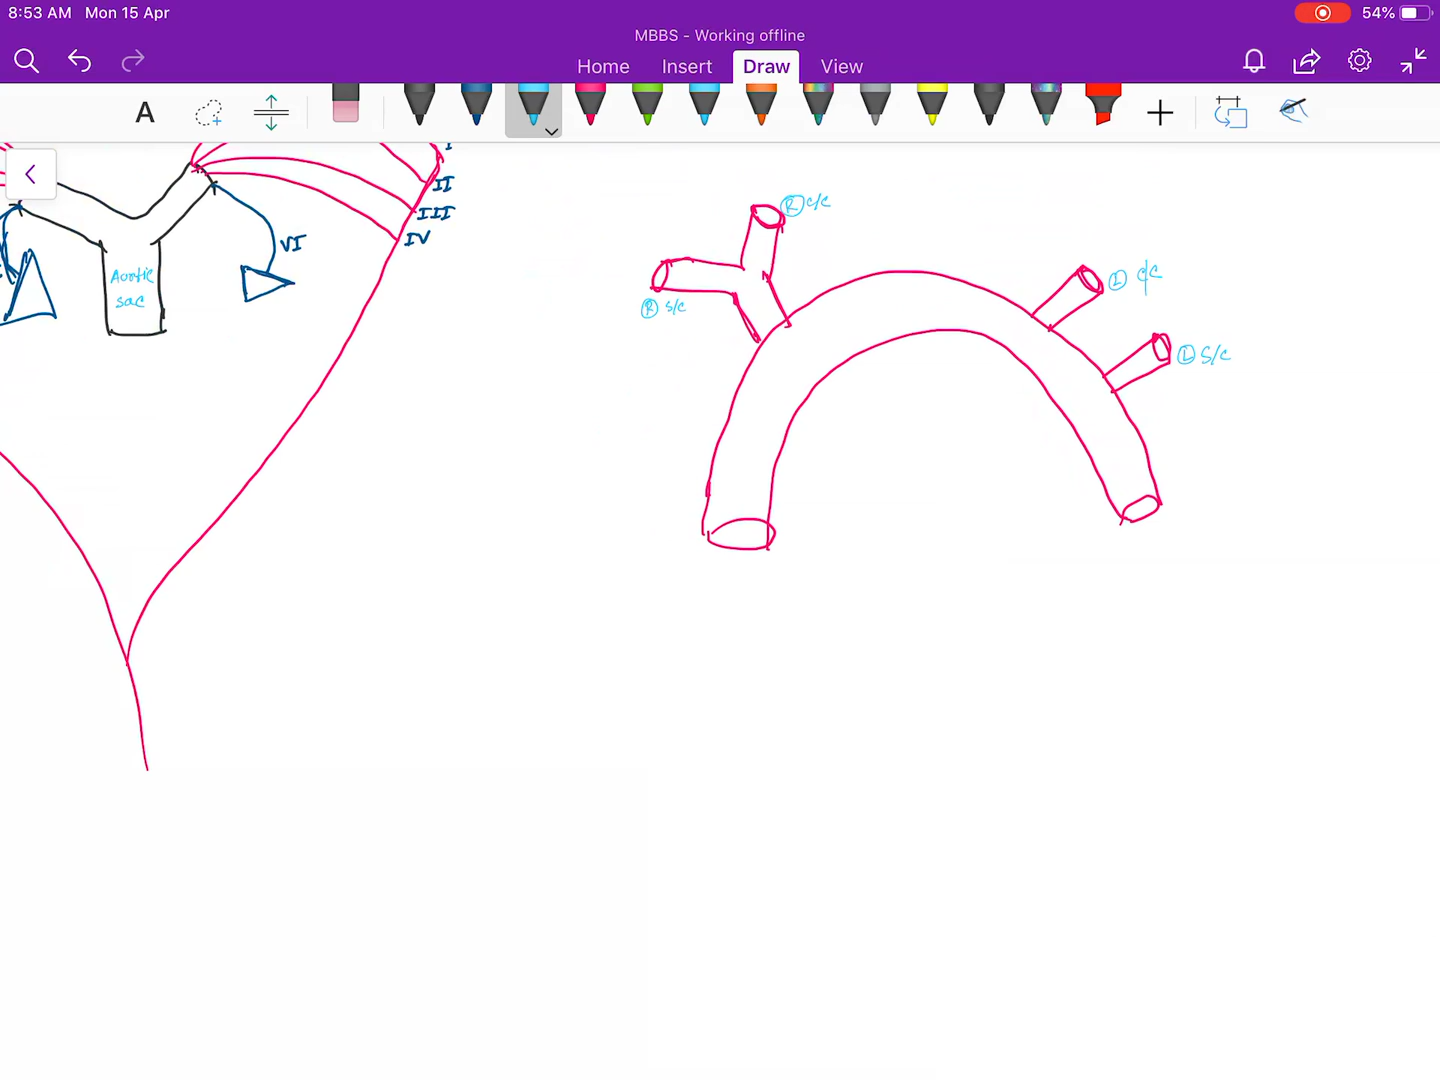 8:53 AM Mon 15 Apr
54%
MBBS - Working offline
Home Insert Draw View
A
I
II
III
IV
VI
Aortic
sac
R c/c
R s/c
L c/c
L s/c